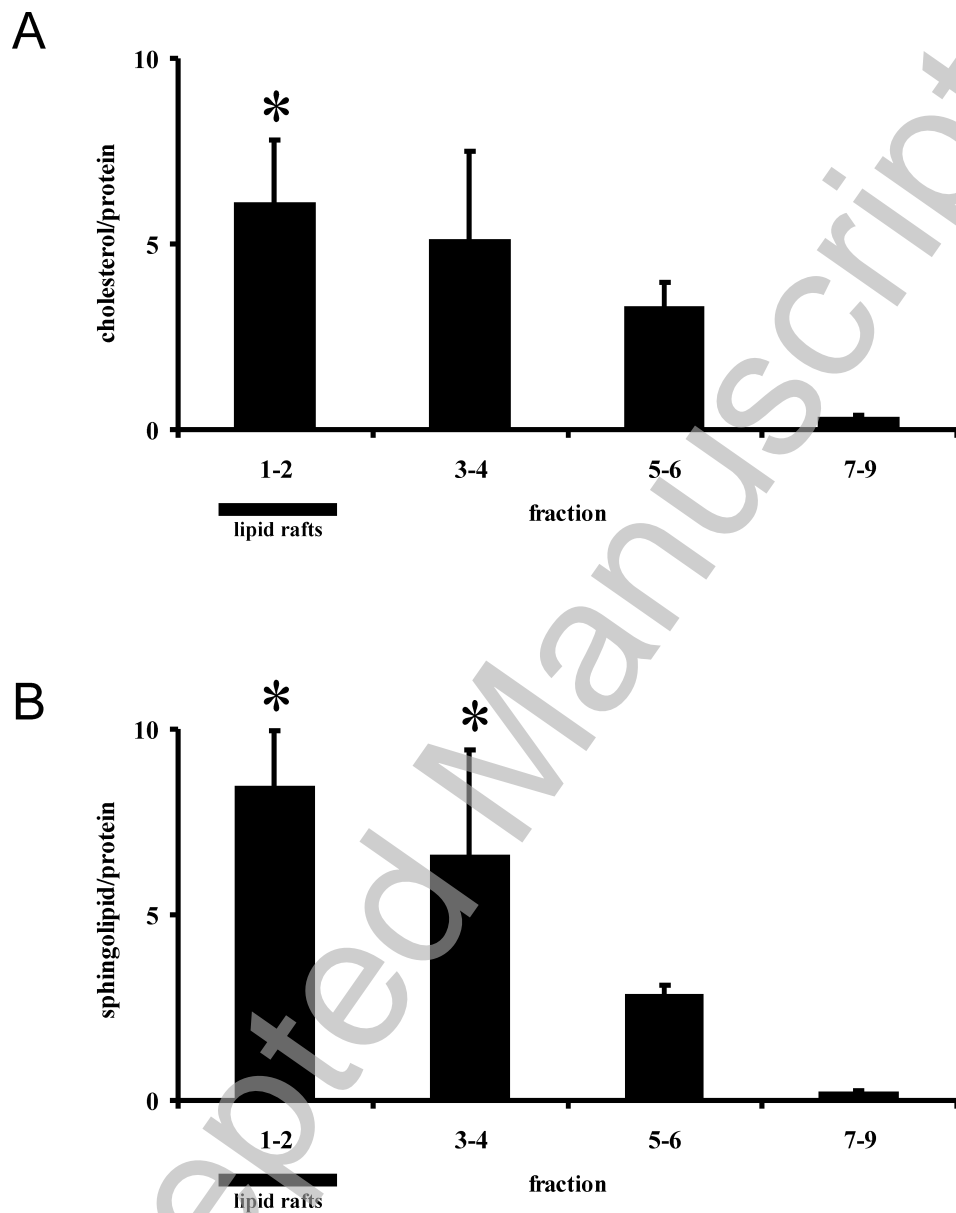 A
10
*
cholesterol/protein
5
0
1-2 3-4 5-6 7-9
fraction
lipid rafts
B
* *
10
sphingolipid/protein
5
0
1-2 3-4 5-6 7-9
fraction
lipid rafts
epted Manuscript